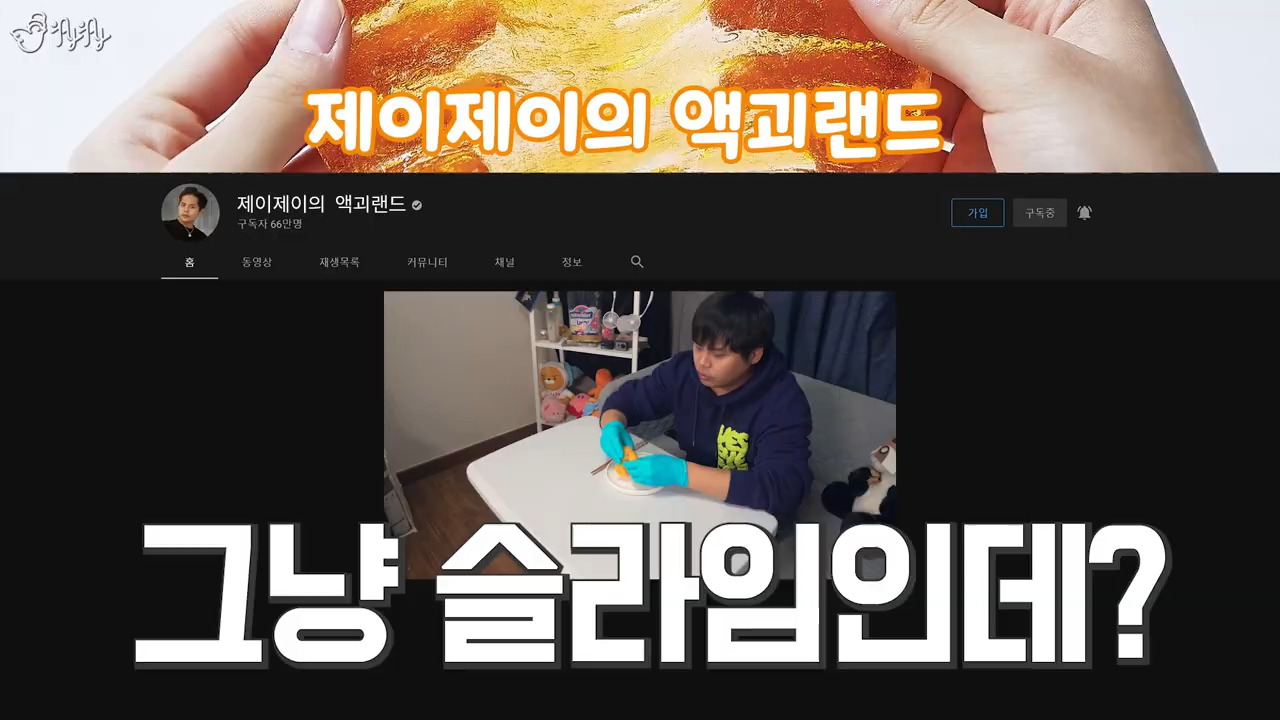 제이제이의 액괴랜드
제이제이의 액괴랜드
구독자 66만명
가입
구독중
홈
동영상
재생목록
커뮤니티
채널
정보
그냥 슬라임인데?